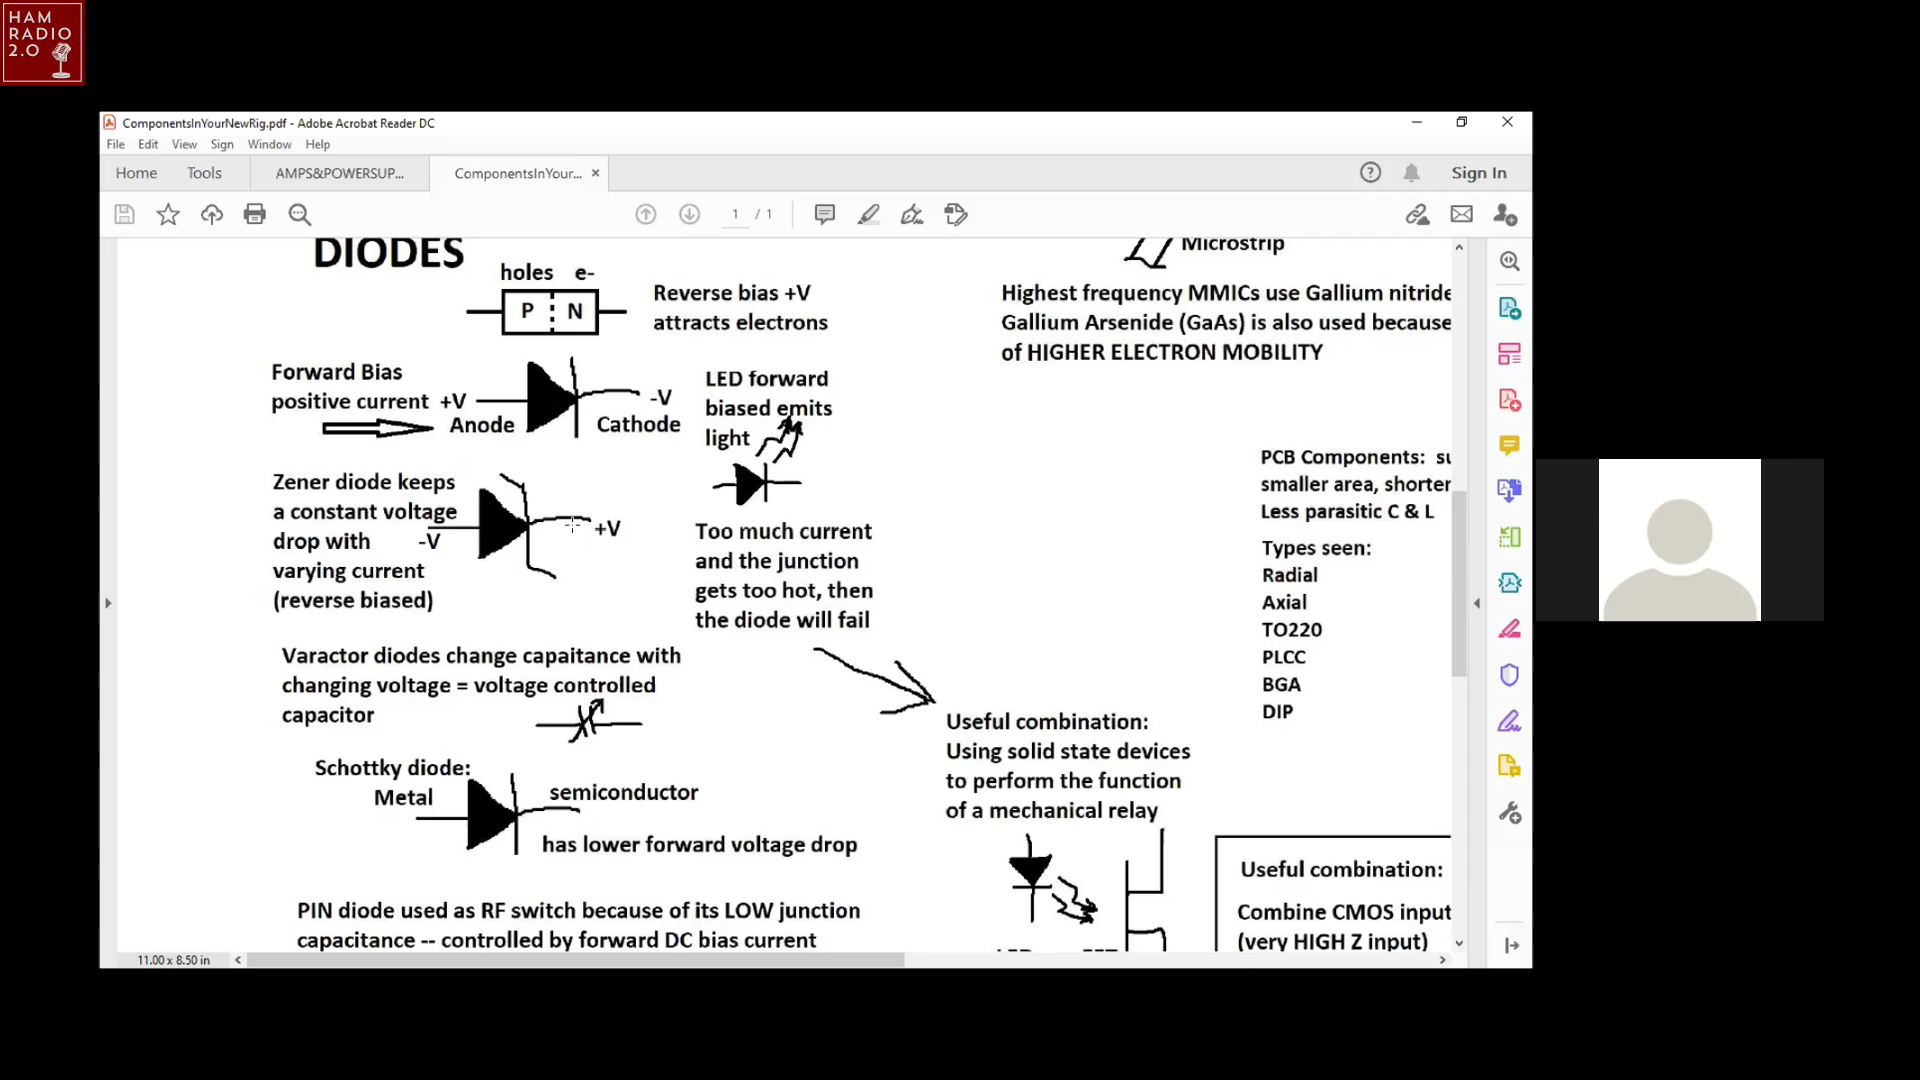 HAM
RADIO
2.0
ComponentsInYourNewRig.pdf - Adobe Acrobat Reader DC
File Edit View Sign Window Help
Home Tools AMPS&POWERSUP... ComponentsInYour... × Sign In
1 / 1
DIODES
holes e-
P N
Reverse bias +V
attracts electrons
Forward Bias
positive current +V
-V
Anode Cathode
LED forward
biased emits
light
Zener diode keeps
a constant voltage
drop with -V
+V
varying current
(reverse biased)
Too much current
and the junction
gets too hot, then
the diode will fail
Varactor diodes change capaitance with
changing voltage = voltage controlled
capacitor
Schottky diode:
Metal
semiconductor
has lower forward voltage drop
PIN diode used as RF switch because of its LOW junction
capacitance -- controlled by forward DC bias current
Microstrip
Highest frequency MMICs use Gallium nitride
Gallium Arsenide (GaAs) is also used because
of HIGHER ELECTRON MOBILITY
PCB Components: su
smaller area, shorter
Less parasitic C & L
Types seen:
Radial
Axial
TO220
PLCC
BGA
DIP
Useful combination:
Using solid state devices
to perform the function
of a mechanical relay
Useful combination:
Combine CMOS input
(very HIGH Z input)
11.00 x 8.50 in